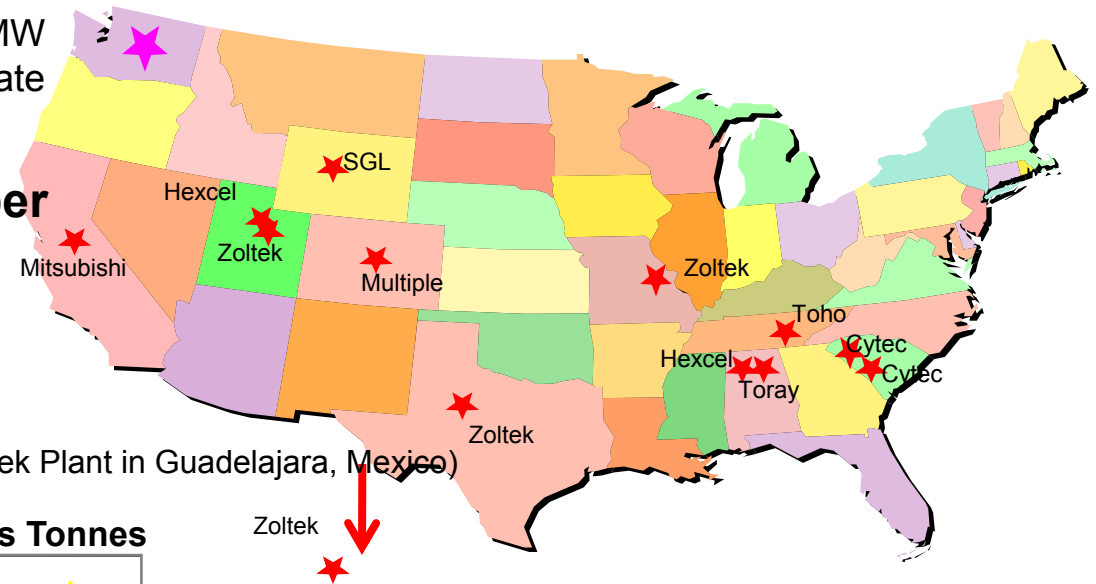 MW
ate
SGL
Hexcel
er
Zoltek
Mitsubishi
Multiple
Zoltek
Toho
Cytec
Hexcel
Cytec
Toray
Zoltek
ek Plant in Guadelajara, Mexico)
Zoltek
s Tonnes